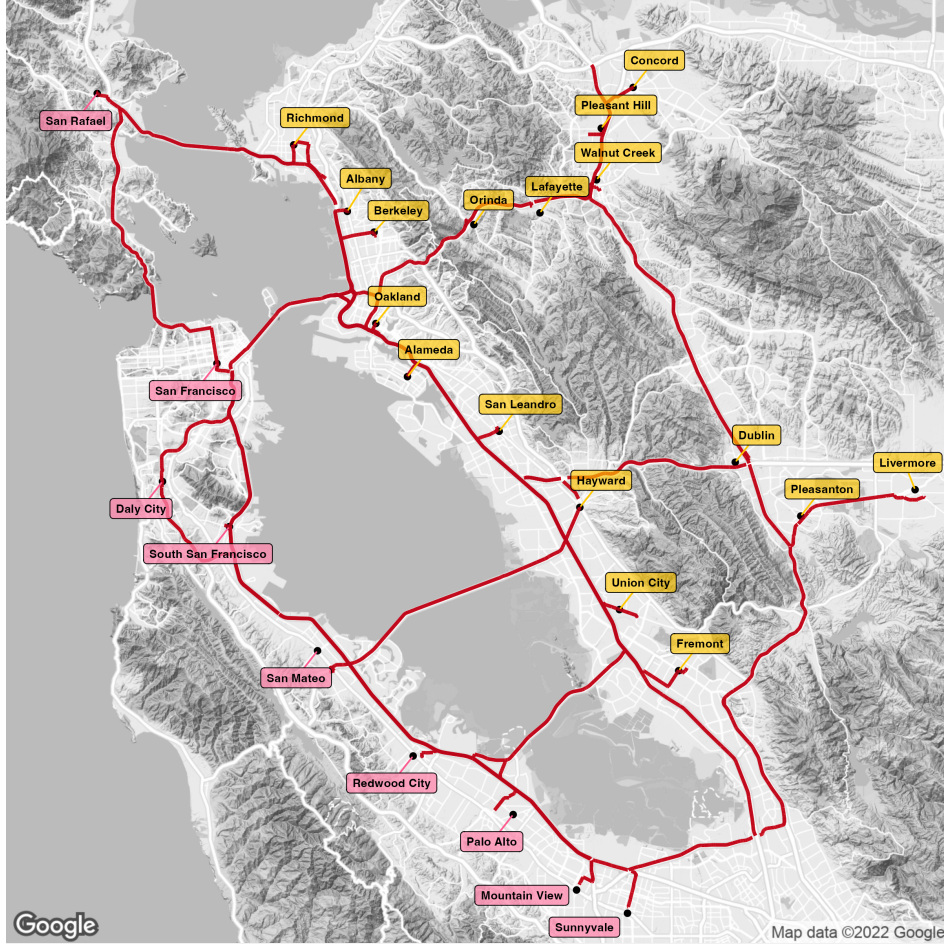 Concord
Pleasant Hill
San Rafael
Richmond
Walnut Creek
Albany
Lafayette
Orinda
Berkeley
Oakland
Alameda
San Francisco
San Leandro
Dublin
Livermore
Hayward
Pleasanton
Daly City
South San Francisco
Union City
Fremont
San Mateo
Redwood City
Palo Alto
Mountain View
Sunnyvale
Google
Map data ©2022 Google